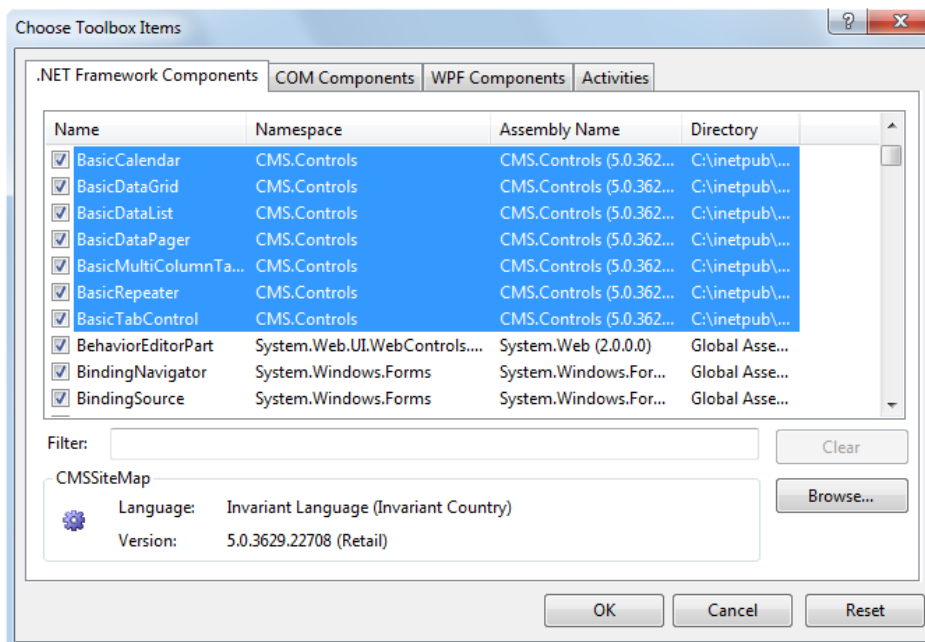 Choose Toolbox Items
.NET Framework Components COM Components WPF Components Activities
Name Namespace Assembly Name Directory
BasicCalendar CMS.Controls CMS.Controls (5.0.362... C:\inetpub\...
BasicDataGrid CMS.Controls CMS.Controls (5.0.362... C:\inetpub\...
BasicDataList CMS.Controls CMS.Controls (5.0.362... C:\inetpub\...
BasicDataPager CMS.Controls CMS.Controls (5.0.362... C:\inetpub\...
BasicMultiColumnTa... CMS.Controls CMS.Controls (5.0.362... C:\inetpub\...
BasicRepeater CMS.Controls CMS.Controls (5.0.362... C:\inetpub\...
BasicTabControl CMS.Controls CMS.Controls (5.0.362... C:\inetpub\...
BehaviorEditorPart System.Web.UI.WebControls.... System.Web (2.0.0.0) Global Asse...
BindingNavigator System.Windows.Forms System.Windows.For... Global Asse...
BindingSource System.Windows.Forms System.Windows.For... Global Asse...
Filter: Clear
CMSSiteMap
Browse...
Language: Invariant Language (Invariant Country)
Version: 5.0.3629.22708 (Retail)
OK Cancel Reset